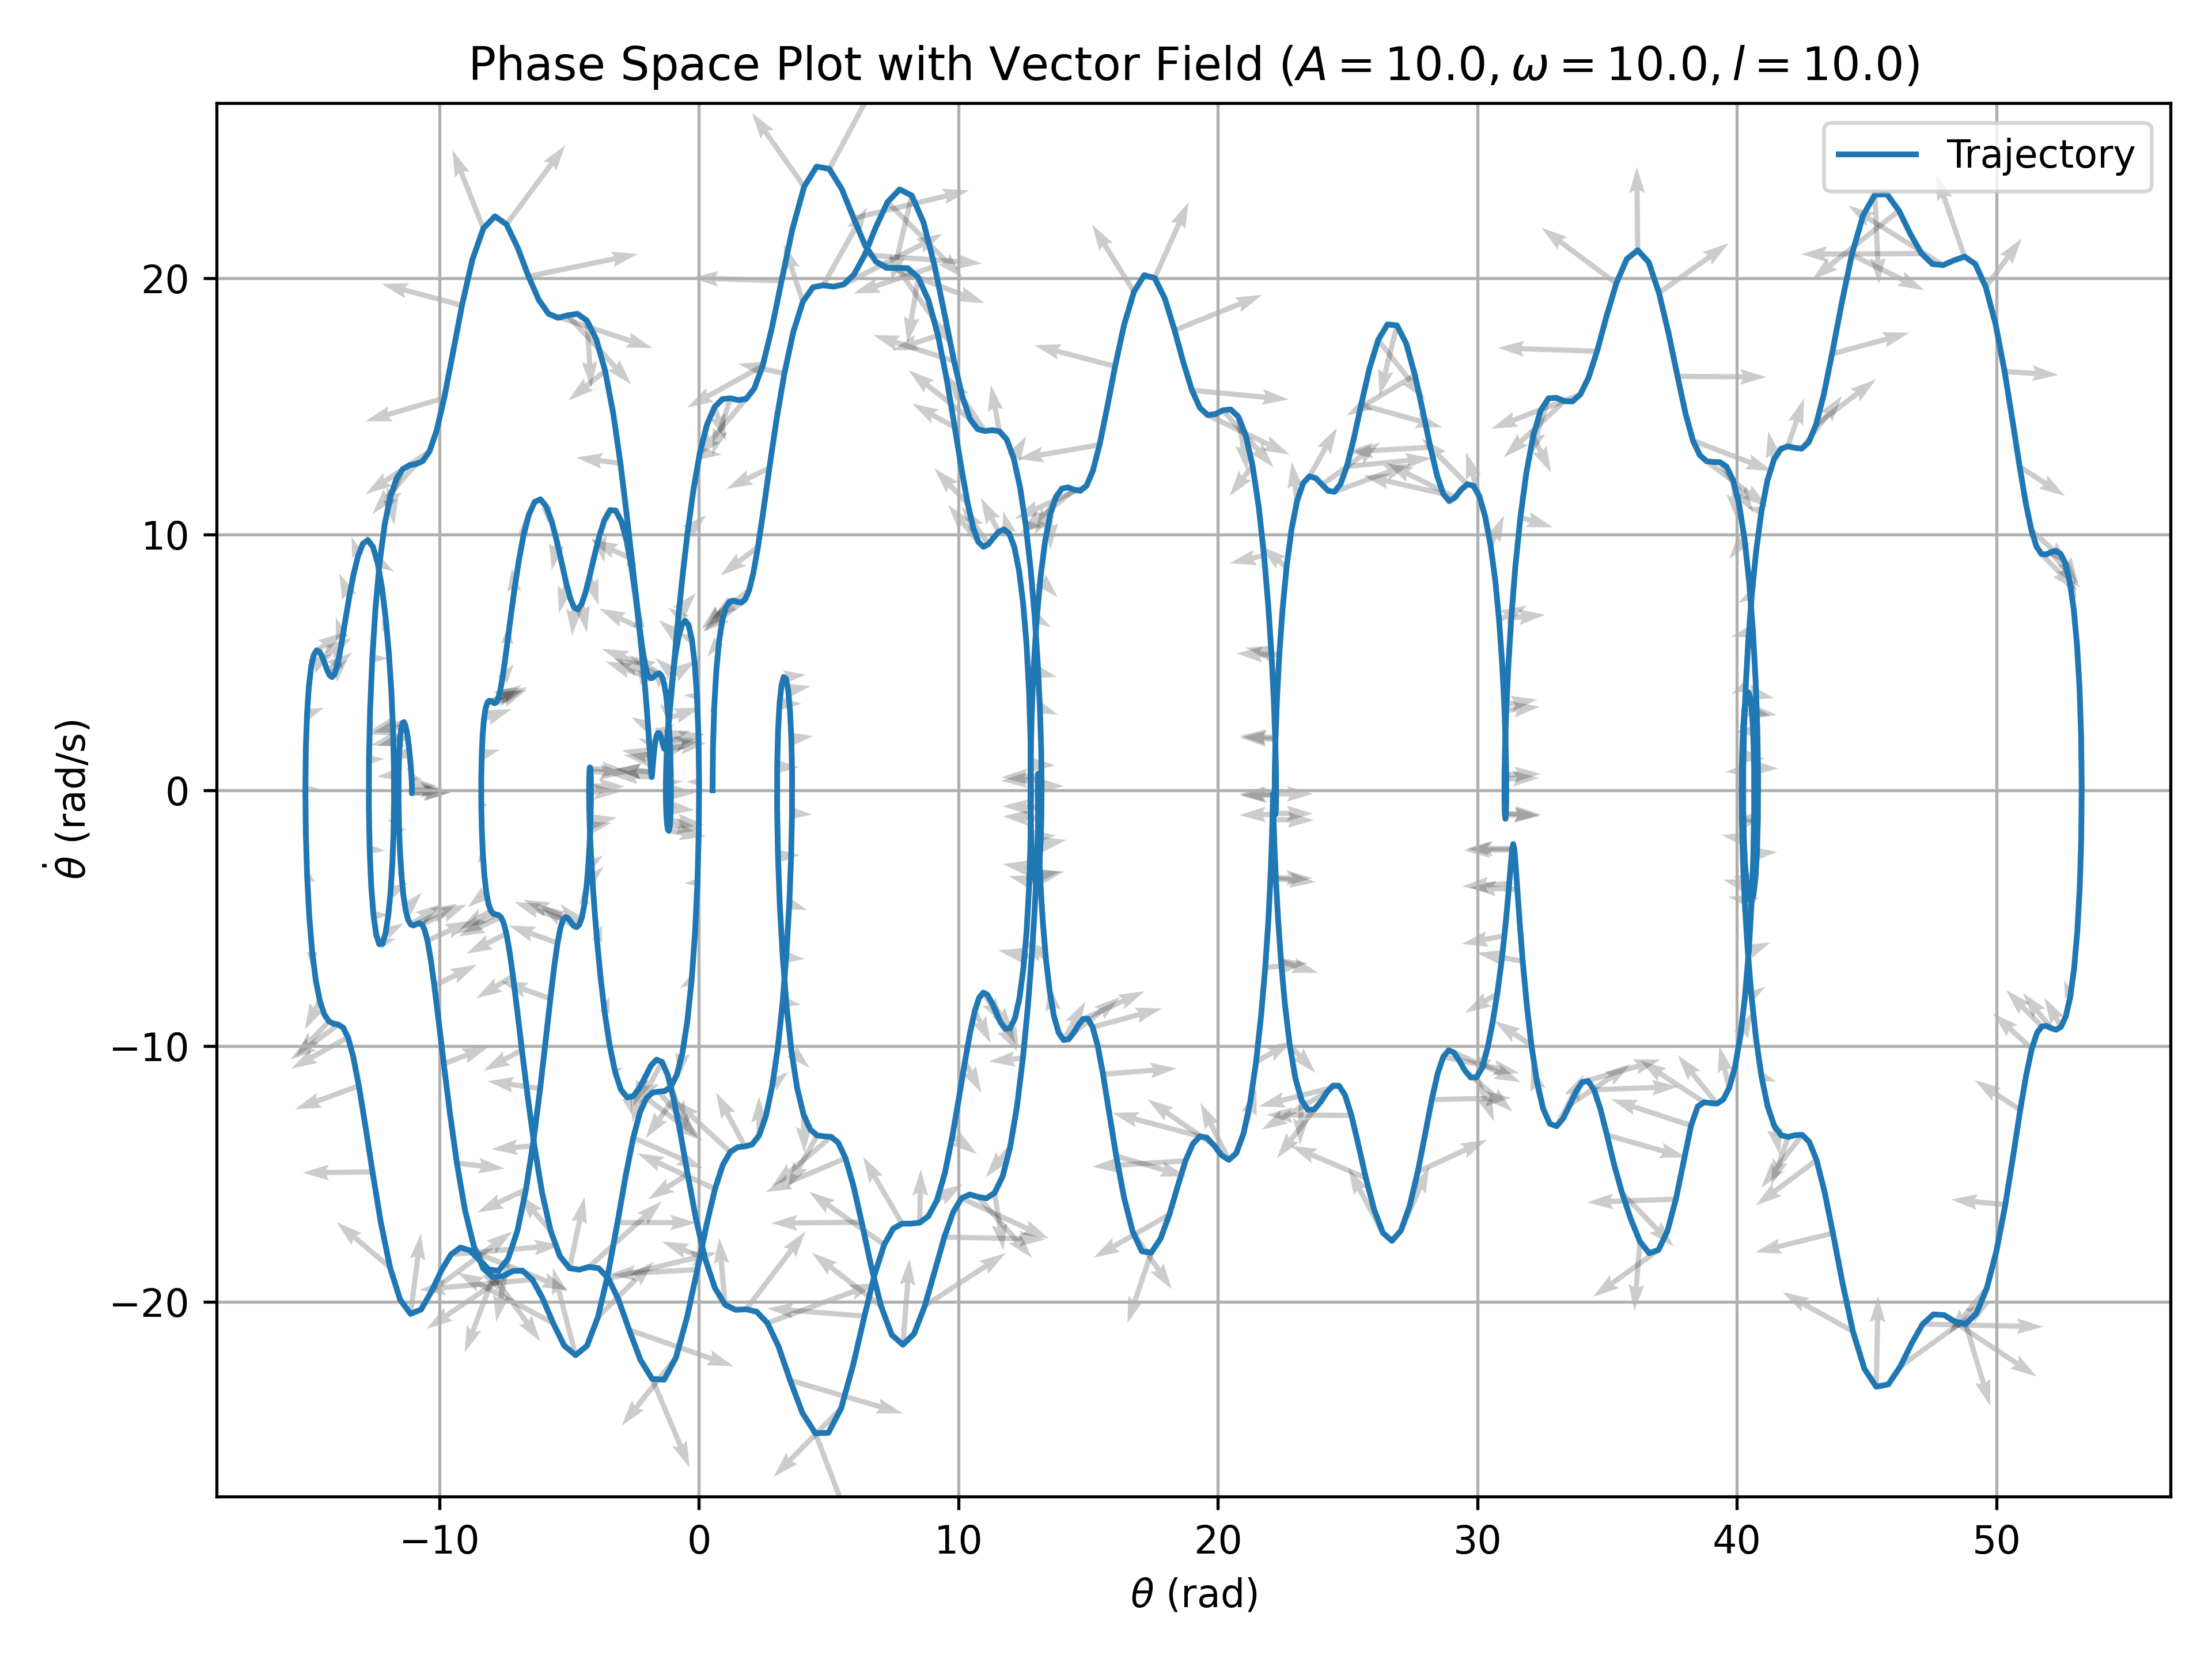 Phase Space Plot with Vector Field (A = 10.0, ω = 10.0, l = 10.0)
Trajectory
20
10
0
−10
−20
θ̇ (rad/s)
−10 0 10 20 30 40 50
θ (rad)